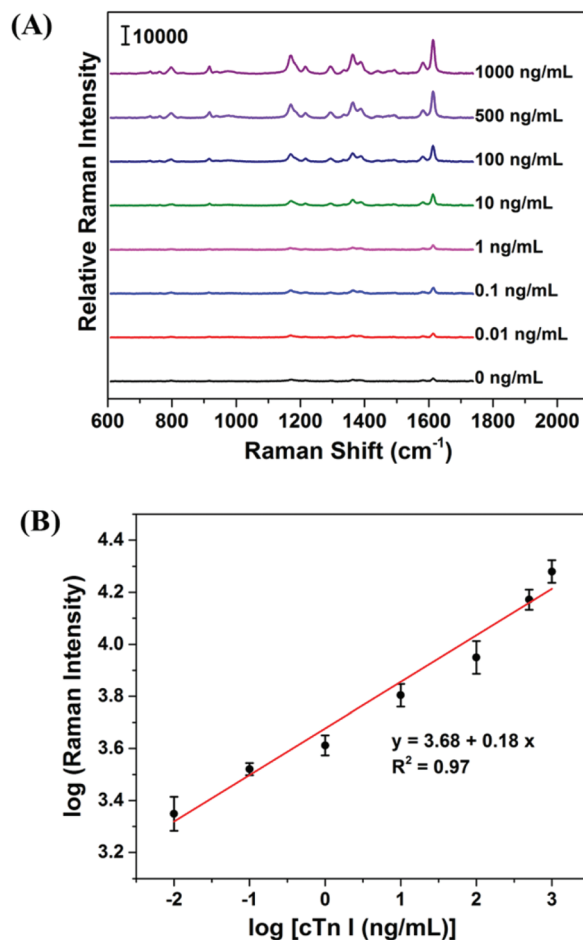 (A)
10000
Relative Raman Intensity
1000 ng/mL
500 ng/mL
100 ng/mL
10 ng/mL
1 ng/mL
0.1 ng/mL
0.01 ng/mL
0 ng/mL
600 800 1000 1200 1400 1600 1800 2000
Raman Shift (cm⁻¹)
(B)
log (Raman Intensity)
4.4
4.2
4.0
3.8
3.6
3.4
3.2
y = 3.68 + 0.18 x
R² = 0.97
-2 -1 0 1 2 3
log [cTn I (ng/mL)]